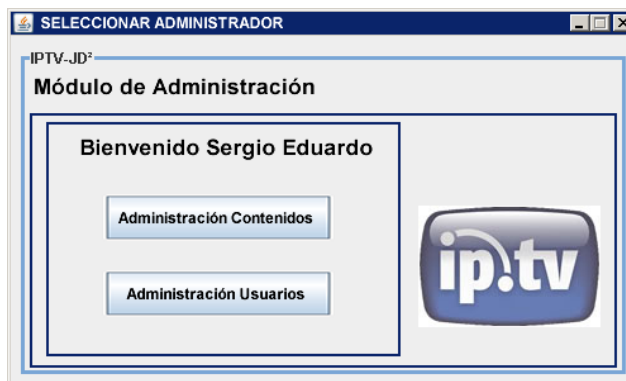 SELECCIONAR ADMINISTRADOR
IPTV-JD²
Módulo de Administración
Bienvenido Sergio Eduardo
Administración Contenidos
Administración Usuarios
ip.tv